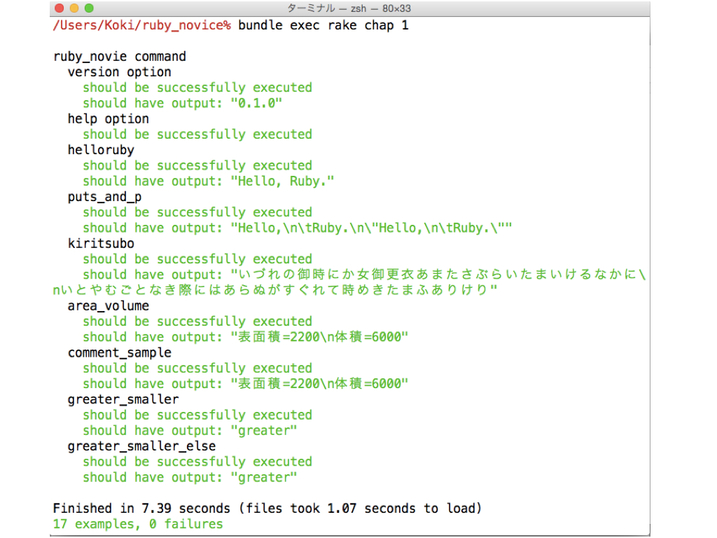 ターミナル — zsh — 80×33
/Users/Koki/ruby_novice% bundle exec rake chap 1
ruby_novie command
version option
should be successfully executed
should have output: "0.1.0"
help option
should be successfully executed
helloruby
should be successfully executed
should have output: "Hello, Ruby."
puts_and_p
should be successfully executed
should have output: "Hello,\n\tRuby.\n\"Hello,\n\tRuby.\""
kiritsubo
should be successfully executed
should have output: "いづれの御時にか女御更衣あまたさぶらいたまいけるなかに\
nいとやむごとなき際にはあらぬがすぐれて時めきたまふありけり"
area_volume
should be successfully executed
should have output: "表面積=2200\n体積=6000"
comment_sample
should be successfully executed
should have output: "表面積=2200\n体積=6000"
greater_smaller
should be successfully executed
should have output: "greater"
greater_smaller_else
should be successfully executed
should have output: "greater"
Finished in 7.39 seconds (files took 1.07 seconds to load)
17 examples, 0 failures